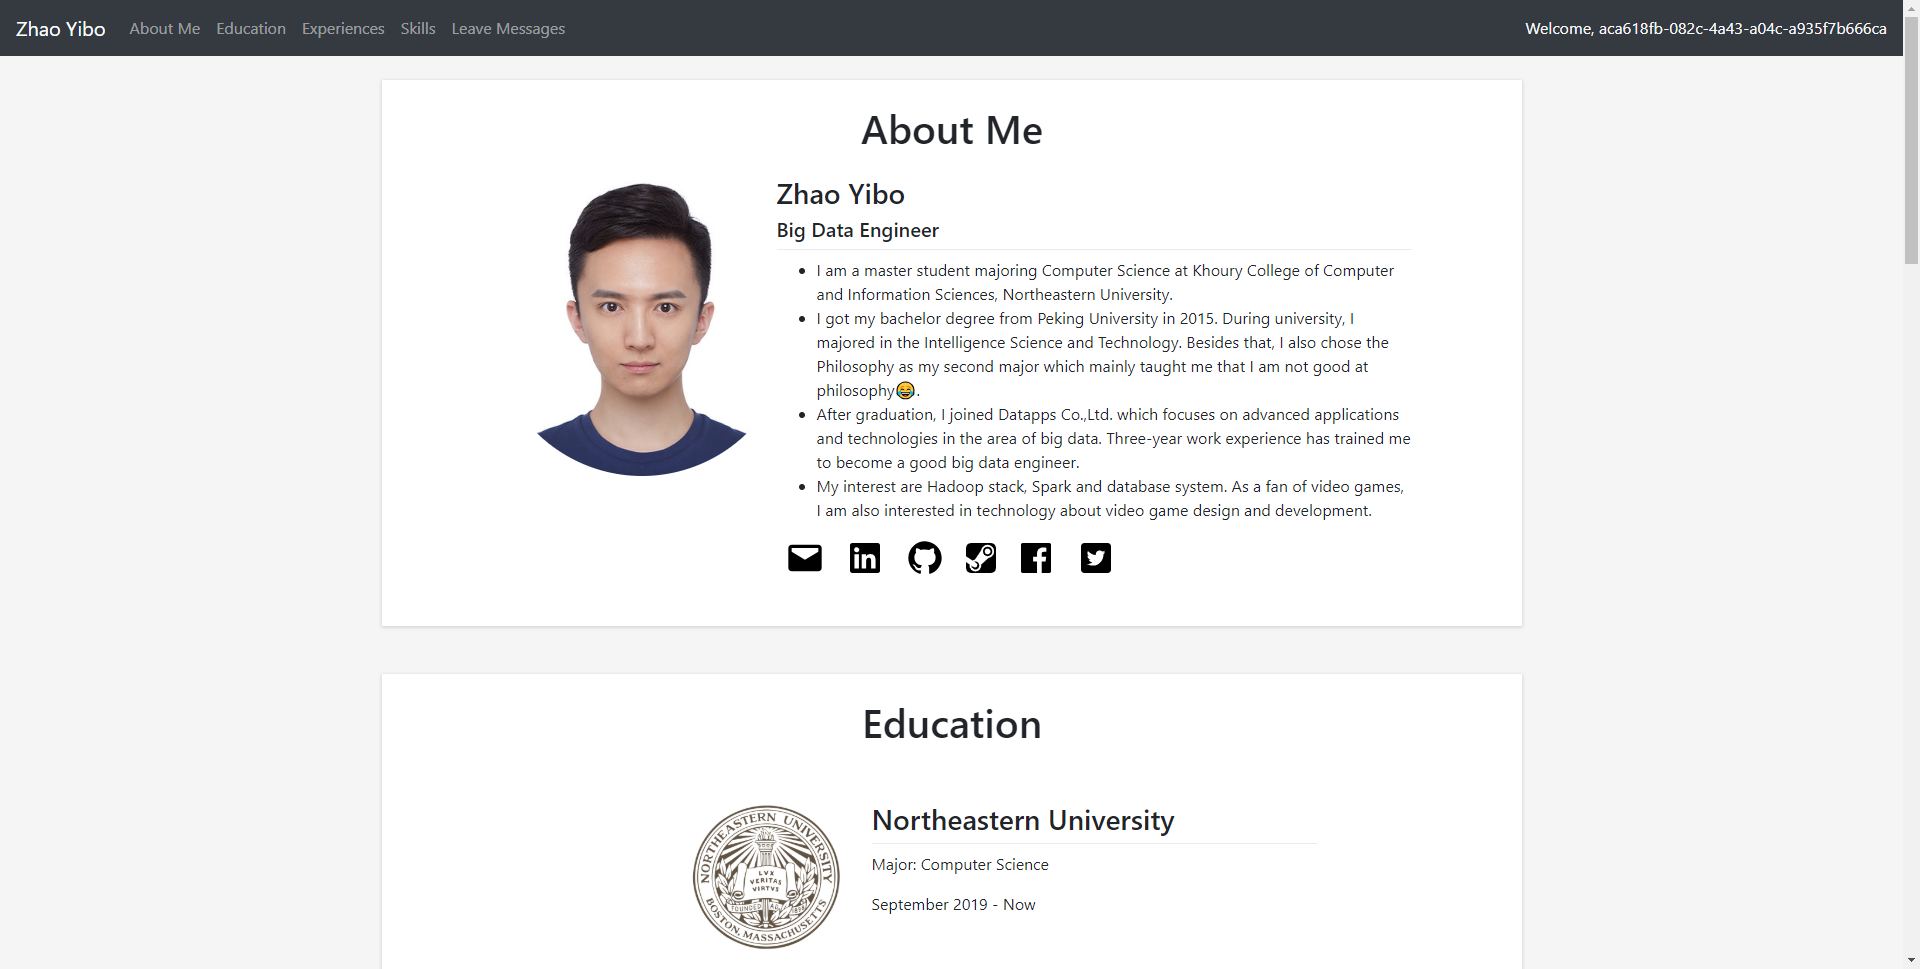 Zhao Yibo About Me Education Experiences Skills Leave Messages Welcome, aca618fb-082c-4a43-a04c-a935f7b666ca
About Me
Zhao Yibo
Big Data Engineer
I am a master student majoring Computer Science at Khoury College of Computer
and Information Sciences, Northeastern University.
I got my bachelor degree from Peking University in 2015. During university, I
majored in the Intelligence Science and Technology. Besides that, I also chose the
Philosophy as my second major which mainly taught me that I am not good at
philosophy😂.
After graduation, I joined Datapps Co.,Ltd. which focuses on advanced applications
and technologies in the area of big data. Three-year work experience has trained me
to become a good big data engineer.
My interest are Hadoop stack, Spark and database system. As a fan of video games,
I am also interested in technology about video game design and development.
Education
NORTHEASTERN UNIVERSITY
LVX
VERITAS
VIRTVS
FOUNDED AD 1898
BOSTON, MASSACHUSETTS
Northeastern University
Major: Computer Science
September 2019 - Now